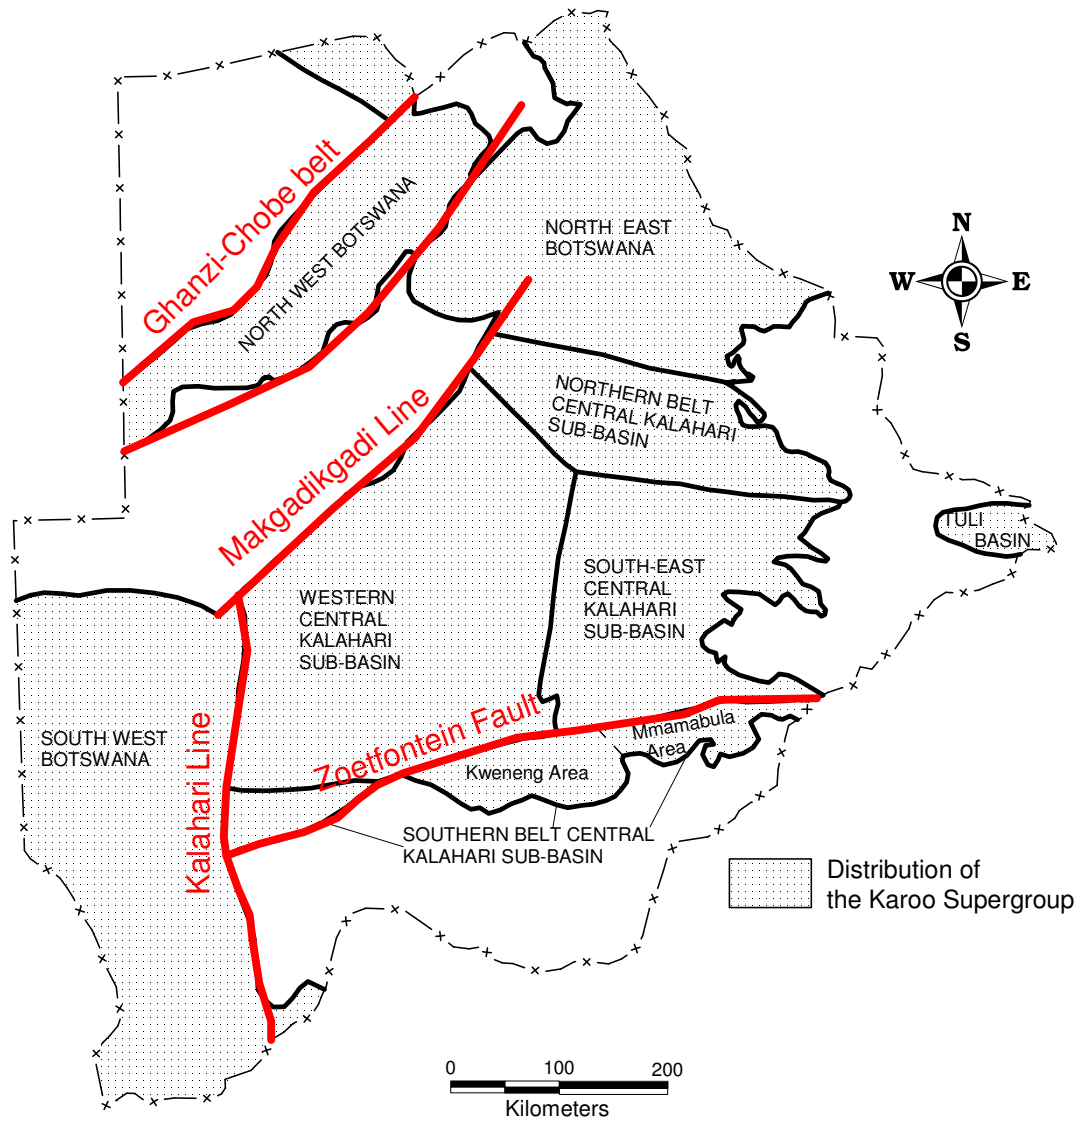 Ghanzi-Chobe belt
NORTH WEST BOTSWANA
NORTH EAST
BOTSWANA
N
W
E
S
Makgadikgadi Line
NORTHERN BELT
CENTRAL KALAHARI
SUB-BASIN
TULI
BASIN
SOUTH-EAST
CENTRAL
KALAHARI
SUB-BASIN
WESTERN
CENTRAL
KALAHARI
SUB-BASIN
SOUTH WEST
BOTSWANA
Kalahari Line
Zoetfontein Fault
Mmamabula
Area
Kweneng Area
SOUTHERN BELT CENTRAL
KALAHARI SUB-BASIN
Distribution of
the Karoo Supergroup
0 100 200
Kilometers